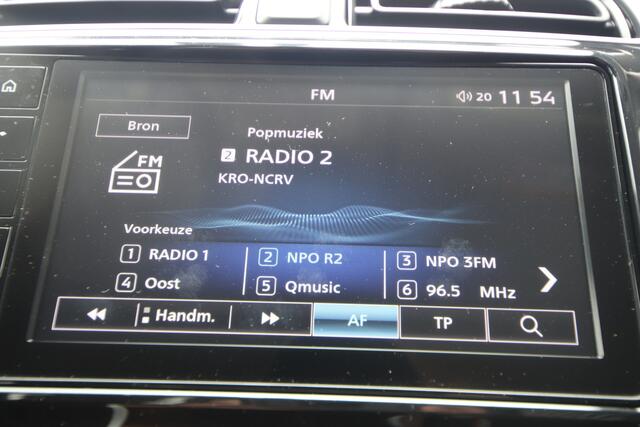 FM 20 11 54
Bron
Popmuziek
FM 2 RADIO 2
KRO-NCRV
Voorkeuze
1 RADIO 1 2 NPO R2 3 NPO 3FM
4 Oost 5 Qmusic 6 96.5 MHz
Handm. AF TP